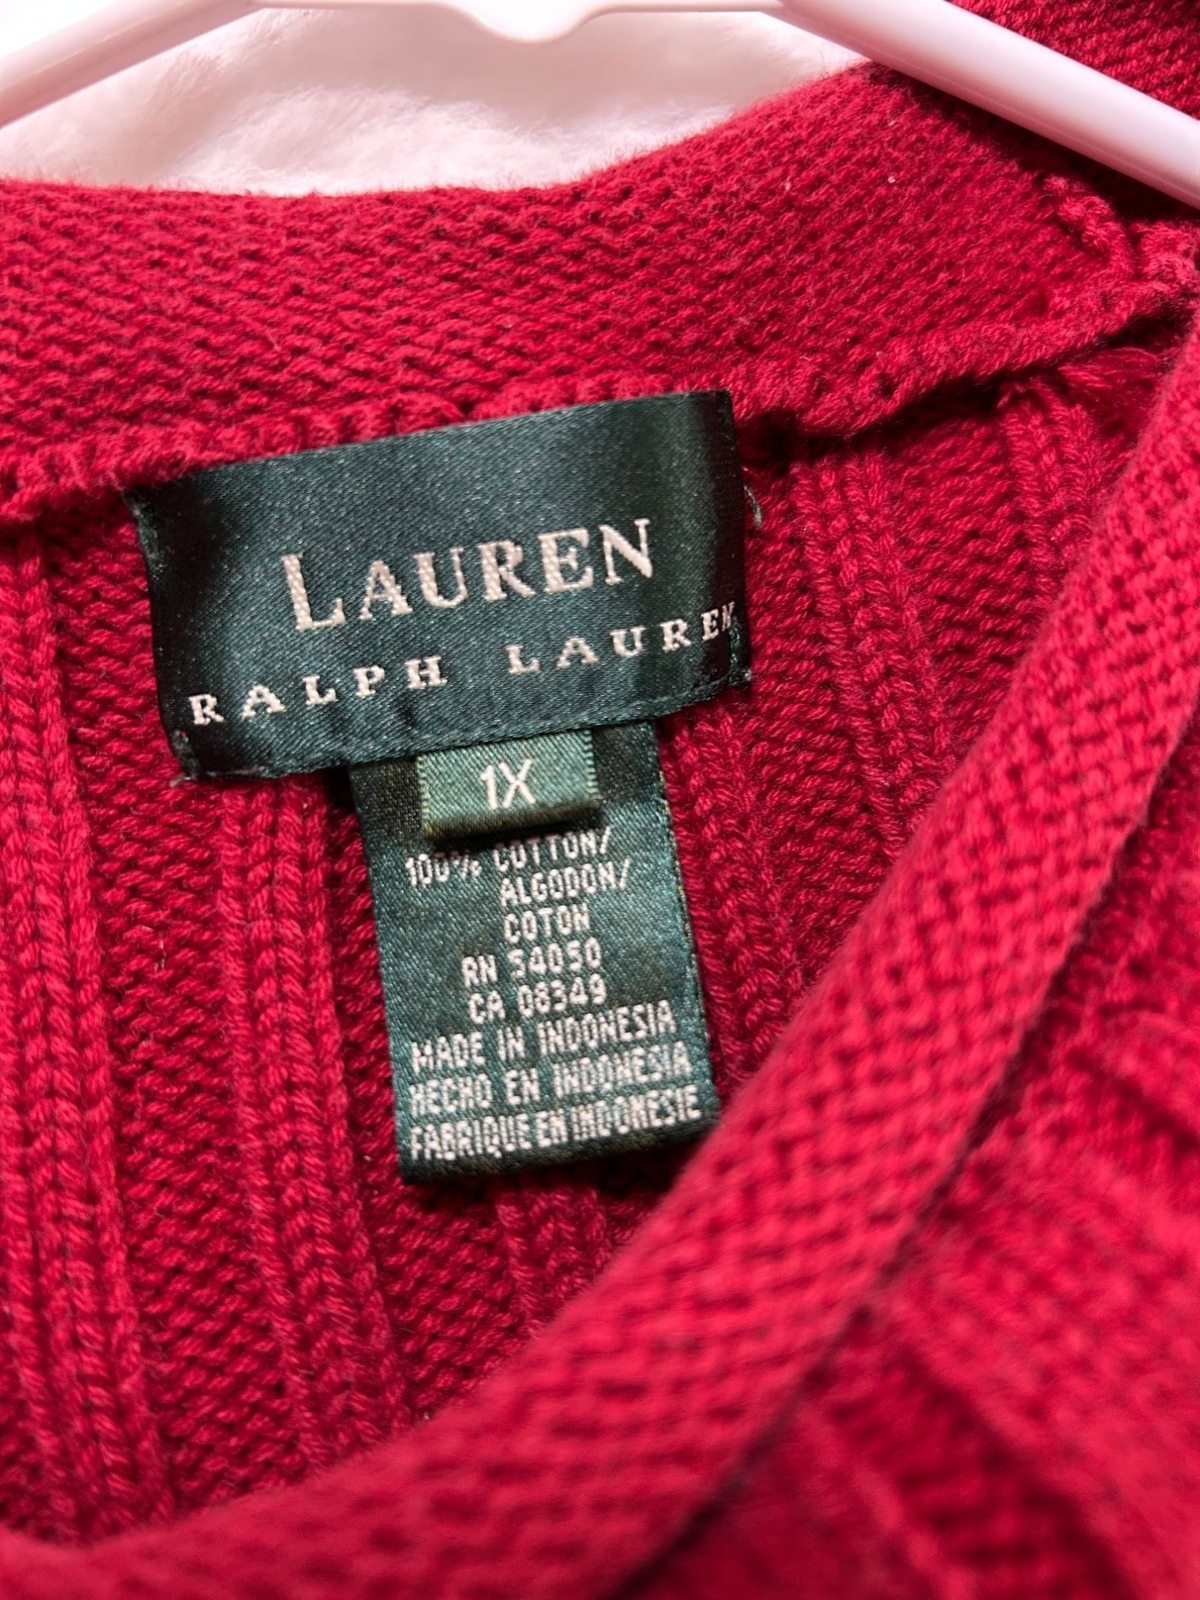 LAUREN
RALPH LAUREN
1X
100% COTTON/
ALGODON/
COTON
RN 54050
CA 08349
MADE IN INDONESIA
HECHO EN INDONESIA
FABRIQUE EN INDONESIE